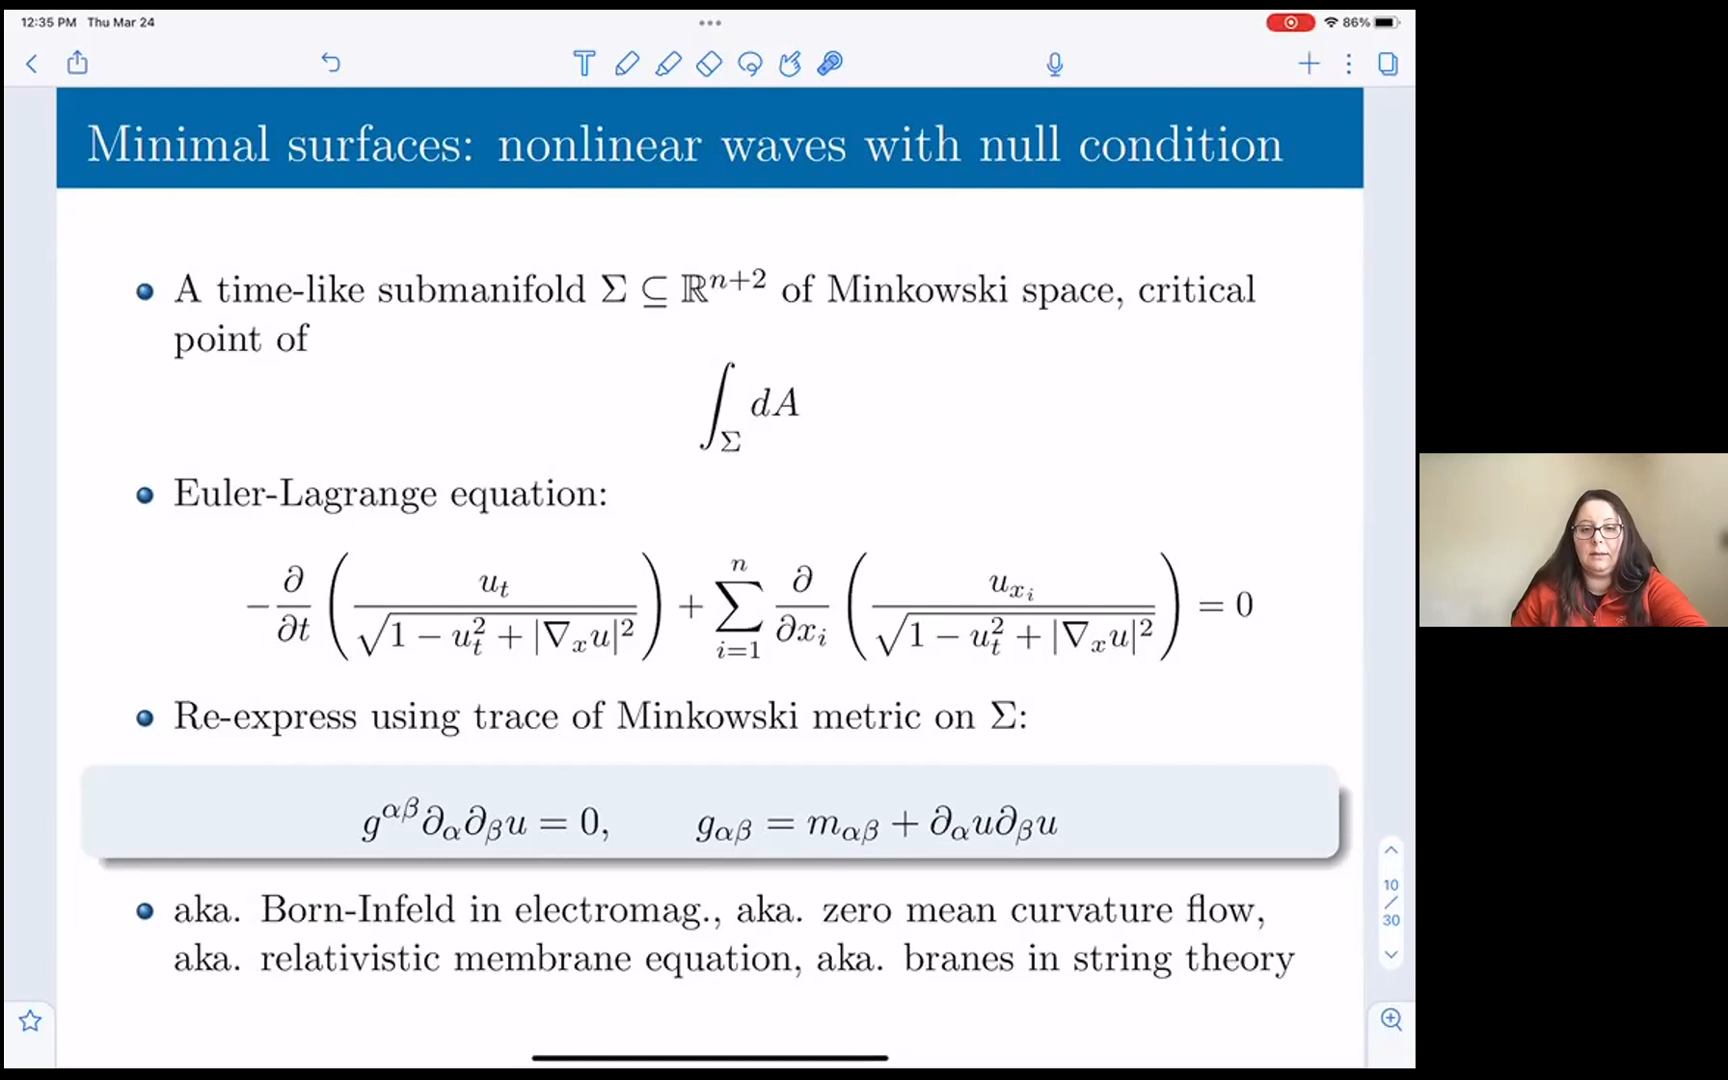 12:35 PM Thu Mar 24
86%
Minimal surfaces: nonlinear waves with null condition
A time-like submanifold Σ ⊆ ℝⁿ⁺² of Minkowski space, critical
point of
∫_Σ dA
Euler-Lagrange equation:
−∂/∂t (u_t / √(1 − u_t² + |∇_x u|²)) + ∑_{i=1}^{n} ∂/∂x_i (u_{x_i} / √(1 − u_t² + |∇_x u|²)) = 0
Re-express using trace of Minkowski metric on Σ:
g^{αβ}∂_α∂_βu = 0, g_{αβ} = m_{αβ} + ∂_αu∂_βu
aka. Born-Infeld in electromag., aka. zero mean curvature flow,
aka. relativistic membrane equation, aka. branes in string theory
10
/
30